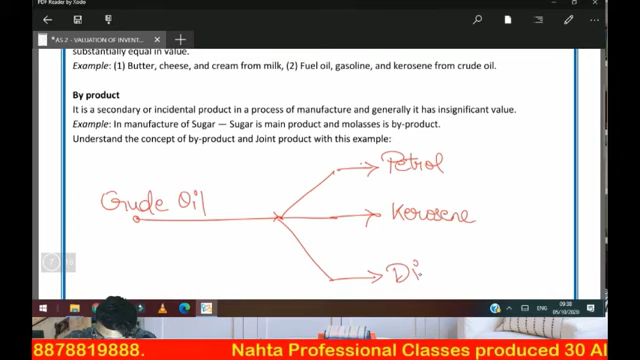 PDF Reader by Xodo
*AS 2 - VALUATION OF INVENT
substantially equal in value.
Example: (1) Butter, cheese, and cream from milk, (2) Fuel oil, gasoline, and kerosene from crude oil.
By product
It is a secondary or incidental product in a process of manufacture and generally it has insignificant value.
Example: In manufacture of Sugar — Sugar is main product and molasses is by-product.
Understand the concept of by-product and Joint product with this example:
Petrol
Crude Oil
Kerosene
Di
7
ENG
09:38
05/10/2020
8878819888.
Nahta Professional Classes produced 30 Al